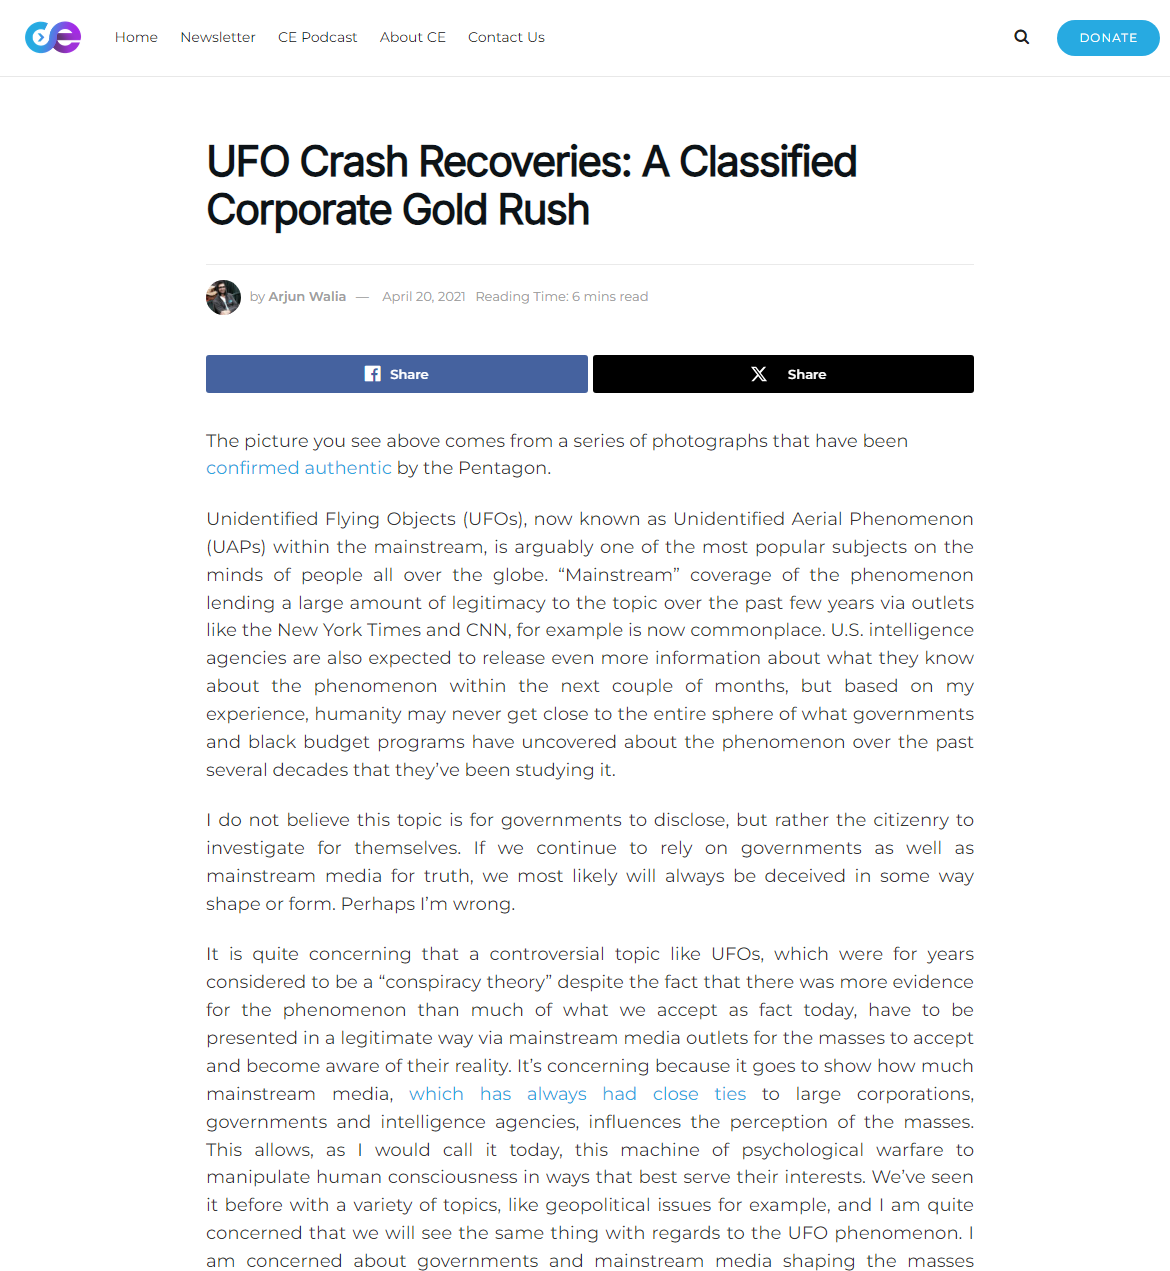 ce
Home Newsletter CE Podcast About CE Contact Us
DONATE
UFO Crash Recoveries: A Classified
Corporate Gold Rush
by Arjun Walia — April 20, 2021 Reading Time: 6 mins read
Share
Share
The picture you see above comes from a series of photographs that have been
confirmed authentic by the Pentagon.
Unidentified Flying Objects (UFOs), now known as Unidentified Aerial Phenomenon
(UAPs) within the mainstream, is arguably one of the most popular subjects on the
minds of people all over the globe. “Mainstream” coverage of the phenomenon
lending a large amount of legitimacy to the topic over the past few years via outlets
like the New York Times and CNN, for example is now commonplace. U.S. intelligence
agencies are also expected to release even more information about what they know
about the phenomenon within the next couple of months, but based on my
experience, humanity may never get close to the entire sphere of what governments
and black budget programs have uncovered about the phenomenon over the past
several decades that they’ve been studying it.
I do not believe this topic is for governments to disclose, but rather the citizenry to
investigate for themselves. If we continue to rely on governments as well as
mainstream media for truth, we most likely will always be deceived in some way
shape or form. Perhaps I’m wrong.
It is quite concerning that a controversial topic like UFOs, which were for years
considered to be a “conspiracy theory” despite the fact that there was more evidence
for the phenomenon than much of what we accept as fact today, have to be
presented in a legitimate way via mainstream media outlets for the masses to accept
and become aware of their reality. It’s concerning because it goes to show how much
mainstream media, which has always had close ties to large corporations,
governments and intelligence agencies, influences the perception of the masses.
This allows, as I would call it today, this machine of psychological warfare to
manipulate human consciousness in ways that best serve their interests. We’ve seen
it before with a variety of topics, like geopolitical issues for example, and I am quite
concerned that we will see the same thing with regards to the UFO phenomenon. I
am concerned about governments and mainstream media shaping the masses